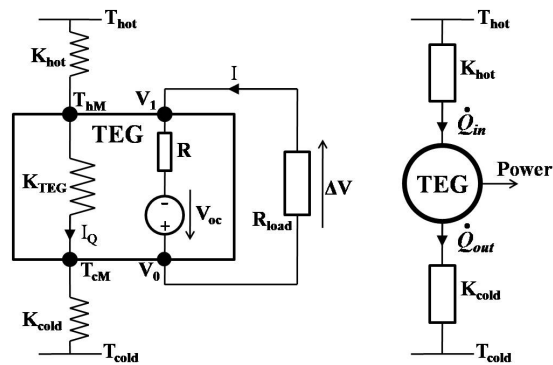 T_hot
K_hot
T_hM
V_1
I
TEG
R
K_TEG
-
+
V_oc
R_load
ΔV
I_Q
T_cM
V_0
K_cold
T_cold
T_hot
K_hot
Q̇_in
TEG
Power
Q̇_out
K_cold
T_cold